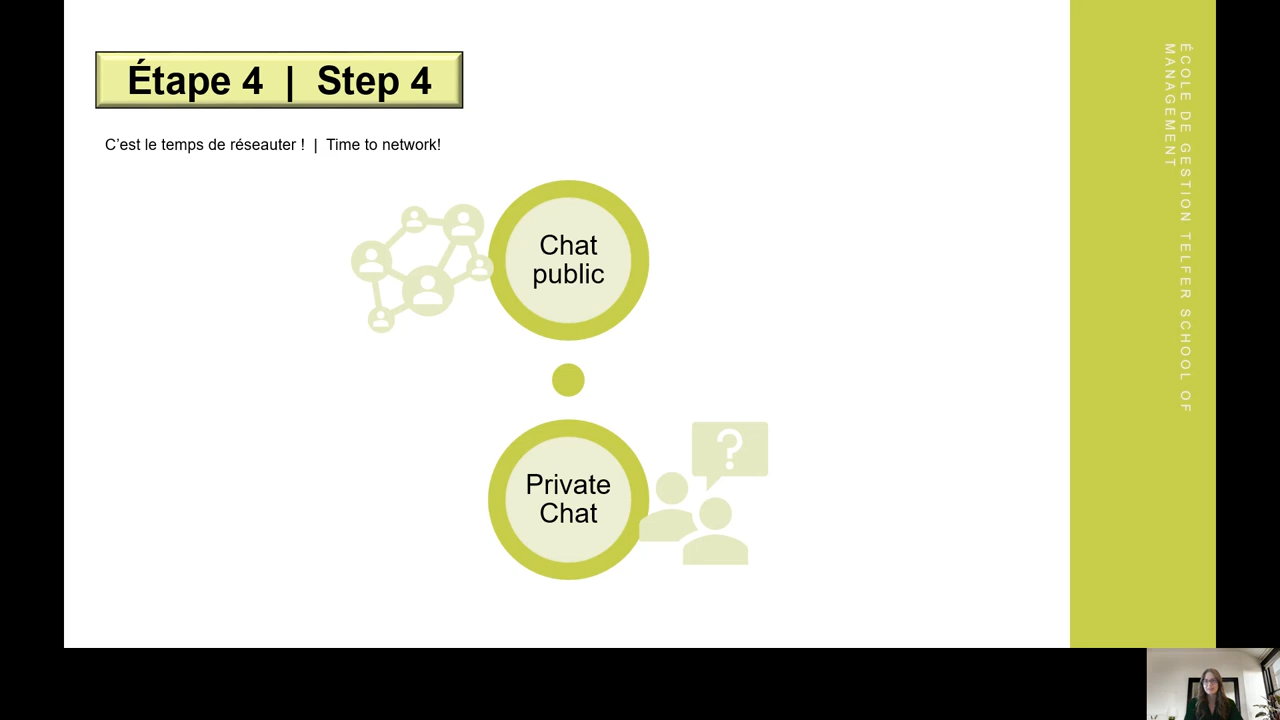 Étape 4 | Step 4
C'est le temps de réseauter ! | Time to network!
Chat
public
Private
Chat
?
ÉCOLE DE GESTION TELFER SCHOOL OF
MANAGEMENT